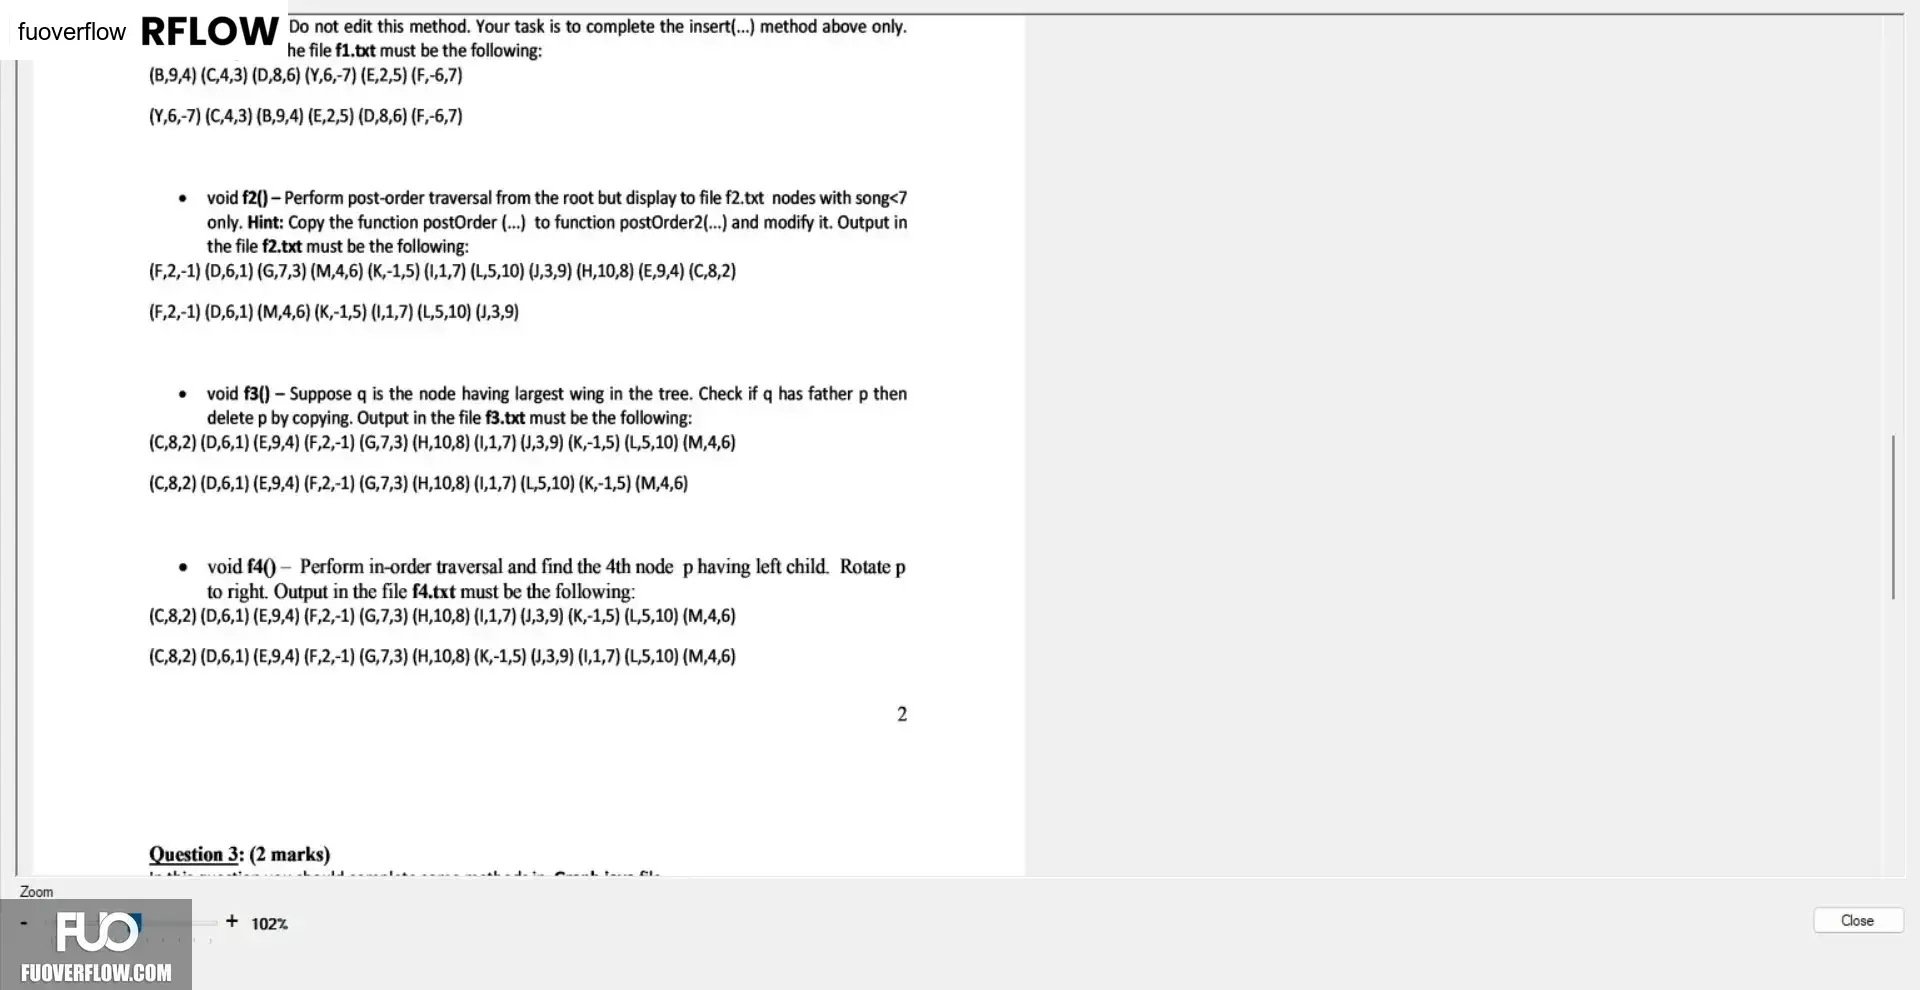 fuoverflow RFLOW Do not edit this method. Your task is to complete the insert(...) method above only.
he file f1.txt must be the following:
(B,9,4) (C,4,3) (D,8,6) (Y,6,-7) (E,2,5) (F,-6,7)
(Y,6,-7) (C,4,3) (B,9,4) (E,2,5) (D,8,6) (F,-6,7)
• void f2() – Perform post-order traversal from the root but display to file f2.txt nodes with song<7
only. Hint: Copy the function postOrder (...) to function postOrder2(...) and modify it. Output in
the file f2.txt must be the following:
(F,2,-1) (D,6,1) (G,7,3) (M,4,6) (K,-1,5) (I,1,7) (L,5,10) (J,3,9) (H,10,8) (E,9,4) (C,8,2)
(F,2,-1) (D,6,1) (M,4,6) (K,-1,5) (I,1,7) (L,5,10) (J,3,9)
• void f3() – Suppose q is the node having largest wing in the tree. Check if q has father p then
delete p by copying. Output in the file f3.txt must be the following:
(C,8,2) (D,6,1) (E,9,4) (F,2,-1) (G,7,3) (H,10,8) (I,1,7) (J,3,9) (K,-1,5) (L,5,10) (M,4,6)
(C,8,2) (D,6,1) (E,9,4) (F,2,-1) (G,7,3) (H,10,8) (I,1,7) (L,5,10) (K,-1,5) (M,4,6)
• void f4() – Perform in-order traversal and find the 4th node p having left child. Rotate p
to right. Output in the file f4.txt must be the following:
(C,8,2) (D,6,1) (E,9,4) (F,2,-1) (G,7,3) (H,10,8) (I,1,7) (J,3,9) (K,-1,5) (L,5,10) (M,4,6)
(C,8,2) (D,6,1) (E,9,4) (F,2,-1) (G,7,3) (H,10,8) (K,-1,5) (J,3,9) (I,1,7) (L,5,10) (M,4,6)
2
Question 3: (2 marks)
In this question you should complete some methods in Graph.java file
Zoom
- + 102%
Close
FUO
FUOVERFLOW.COM